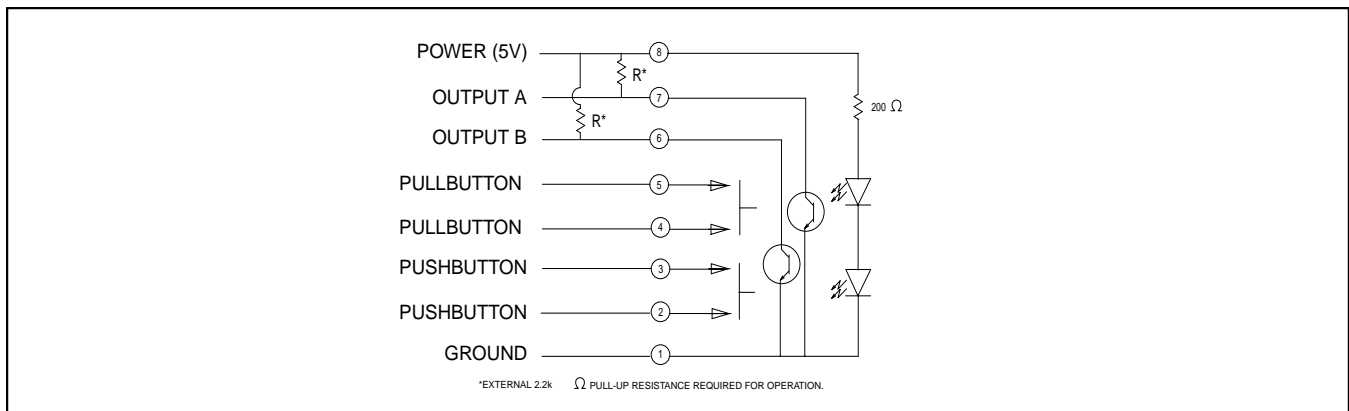 POWER (5V)
8
R*
OUTPUT A
7
200 Ω
R*
OUTPUT B
6
PULLBUTTON
5
PULLBUTTON
4
PUSHBUTTON
3
PUSHBUTTON
2
GROUND
1
*EXTERNAL 2.2k Ω PULL-UP RESISTANCE REQUIRED FOR OPERATION.